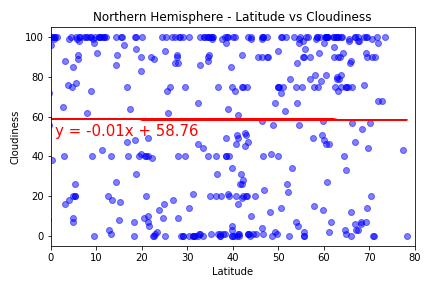 Northern Hemisphere - Latitude vs Cloudiness
100
80
60
40
20
0
Cloudiness
y = -0.01x + 58.76
0 10 20 30 40 50 60 70 80
Latitude